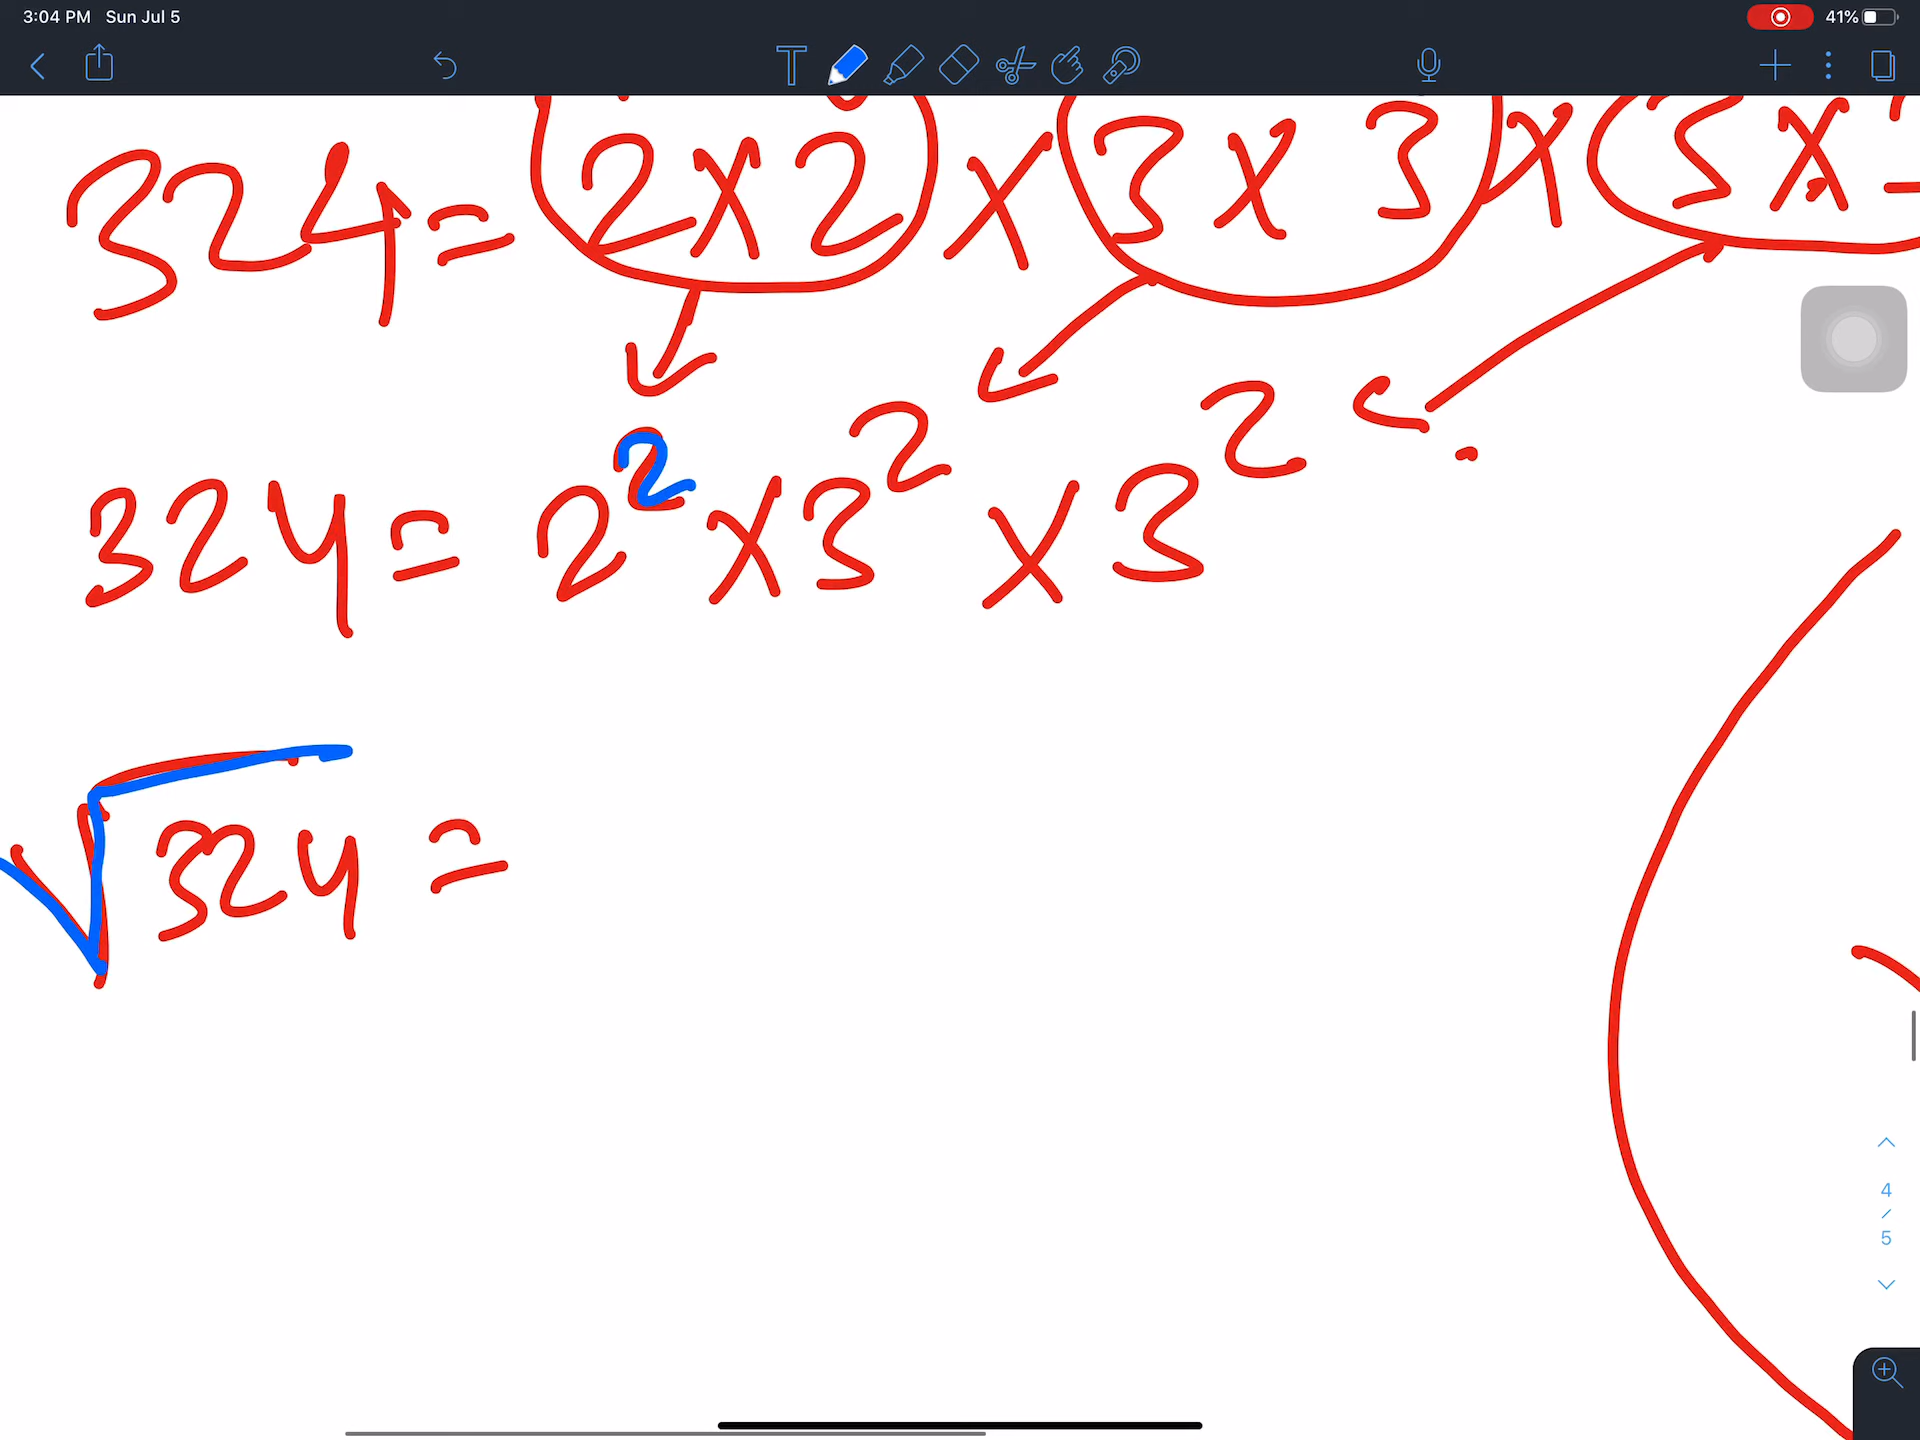 3:04 PM Sun Jul 5
41%
T
324 = 2 x 2 x 3 x 3 x 3 x
324 = 2² x 3² x 3²
√324 =
4
/
5